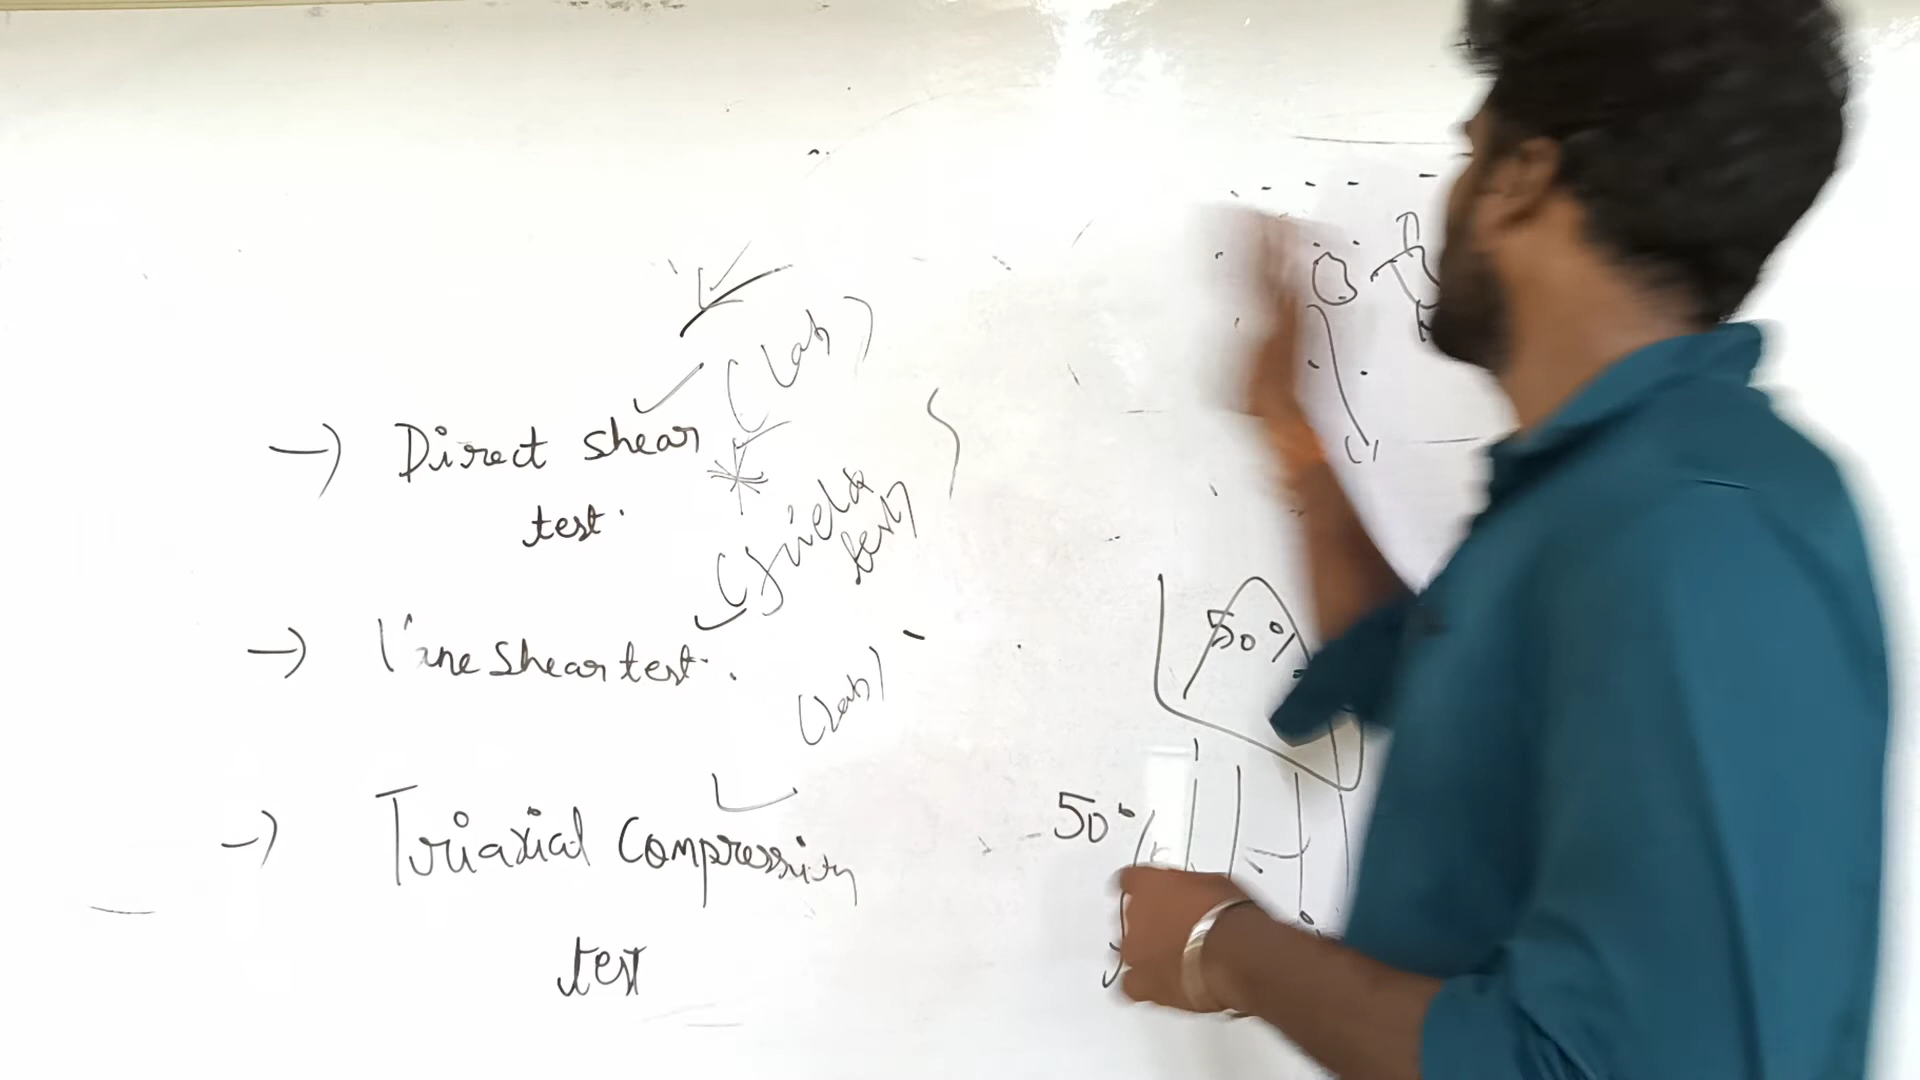 (Lab)
→ Direct shear
test.
(field
test)
→ Vane shear test.
(Lab)
→ Triaxial Compression
test
50%
50°